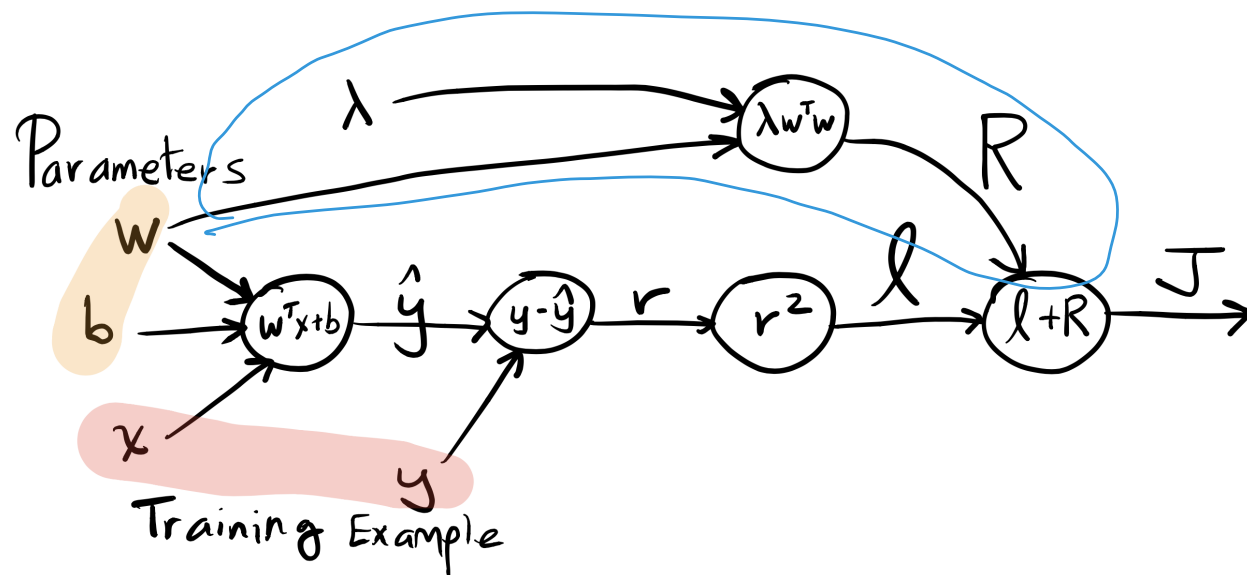 λ
λwᵀw
R
Parameters
w
b
wᵀx+b
ŷ
y-ŷ
r
r²
ℓ
ℓ+R
J
x
y
Training Example